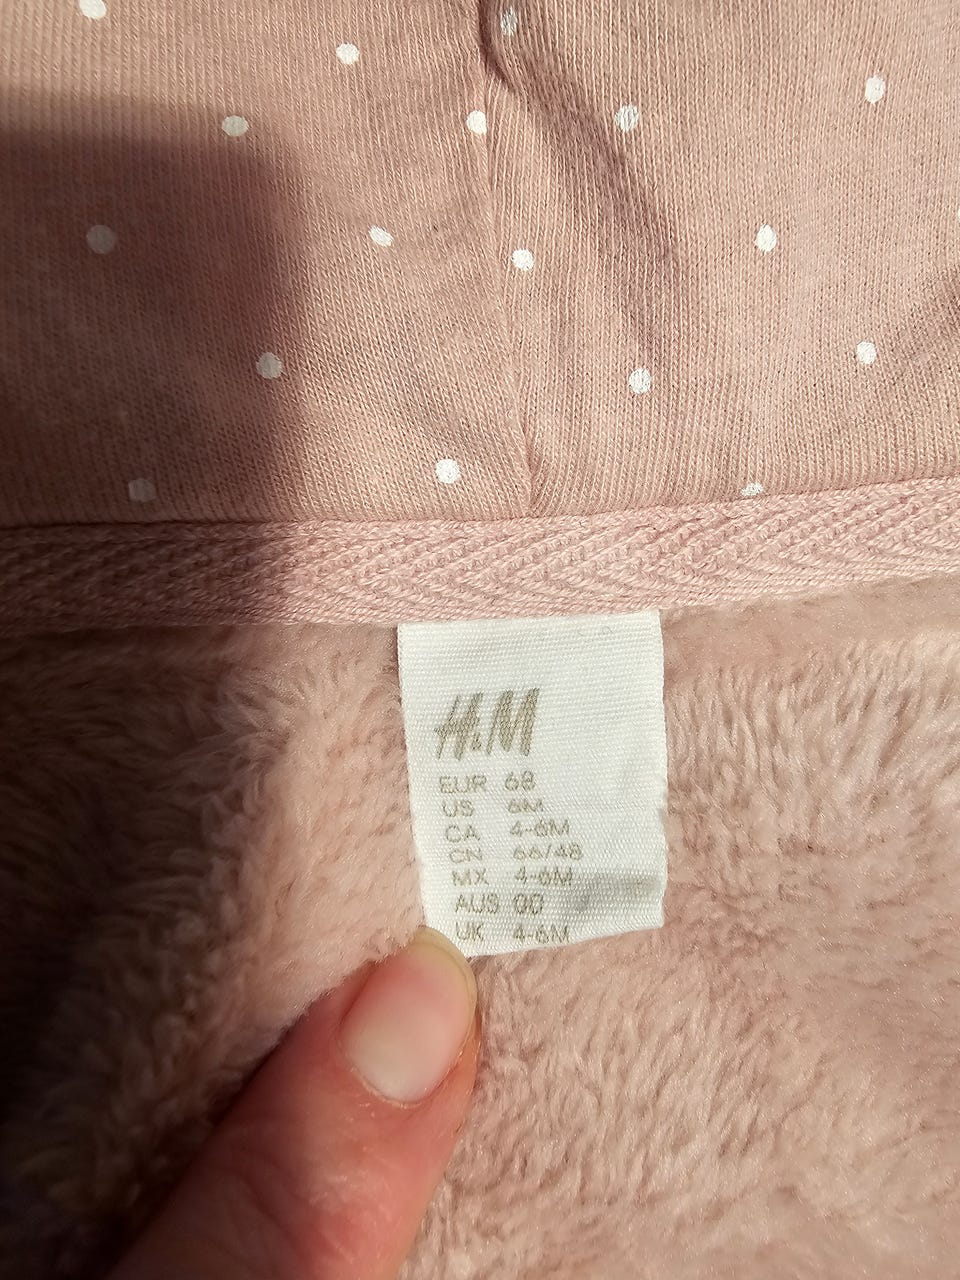 H&M
EUR 68
US 6M
CA 4-6M
CN 66/48
MX 4-6M
AUS 00
UK 4-6M